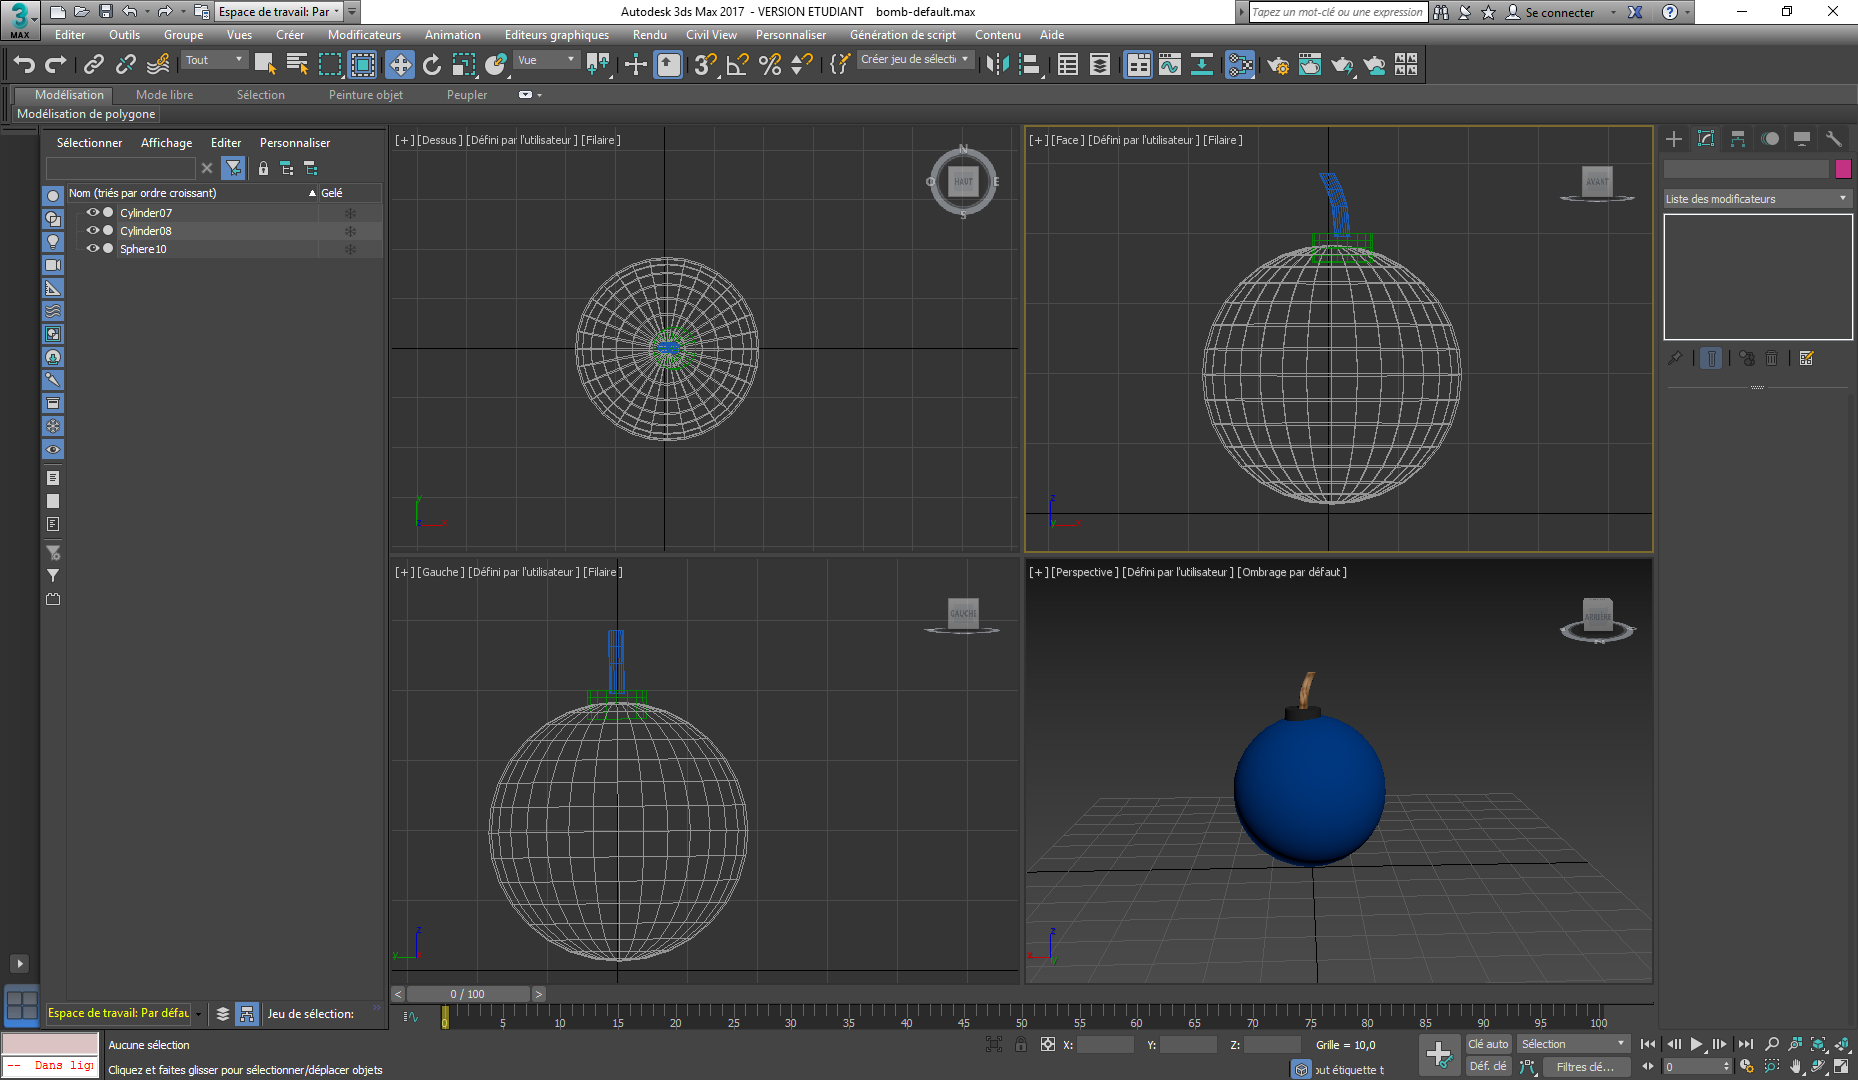 3
MAX
Espace de travail: Par
Autodesk 3ds Max 2017 - VERSION ETUDIANT bomb-default.max
Tapez un mot-clé ou une expression
Se connecter
Editer Outils Groupe Vues Créer Modificateurs Animation Editeurs graphiques Rendu Civil View Personnaliser Génération de script Contenu Aide
Tout
Vue
Créer jeu de sélecti
Modélisation Mode libre Sélection Peinture objet Peupler
Modélisation de polygone
Sélectionner Affichage Editer Personnaliser
Nom (triés par ordre croissant) Gelé
Cylinder07
Cylinder08
Sphere10
[+] [Dessus ] [Défini par l'utilisateur ] [Filaire ]
N
O HAUT E
S
y
z x
[+] [Face ] [Défini par l'utilisateur ] [Filaire ]
AVANT
z
y x
Liste des modificateurs
[+] [Gauche ] [Défini par l'utilisateur ] [Filaire ]
GAUCHE
z
y x
[+] [Perspective ] [Défini par l'utilisateur ] [Ombrage par défaut ]
ARRIÈRE
z
x y
< 0 / 100 >
0 5 10 15 20 25 30 35 40 45 50 55 60 65 70 75 80 85 90 95 100
Espace de travail: Par défau
Jeu de sélection:
-- Dans lign
Aucune sélection
Cliquez et faites glisser pour sélectionner/déplacer objets
X: Y: Z: Grille = 10,0
out étiquette t
Clé auto Sélection
Déf. clé Filtres clé...
0